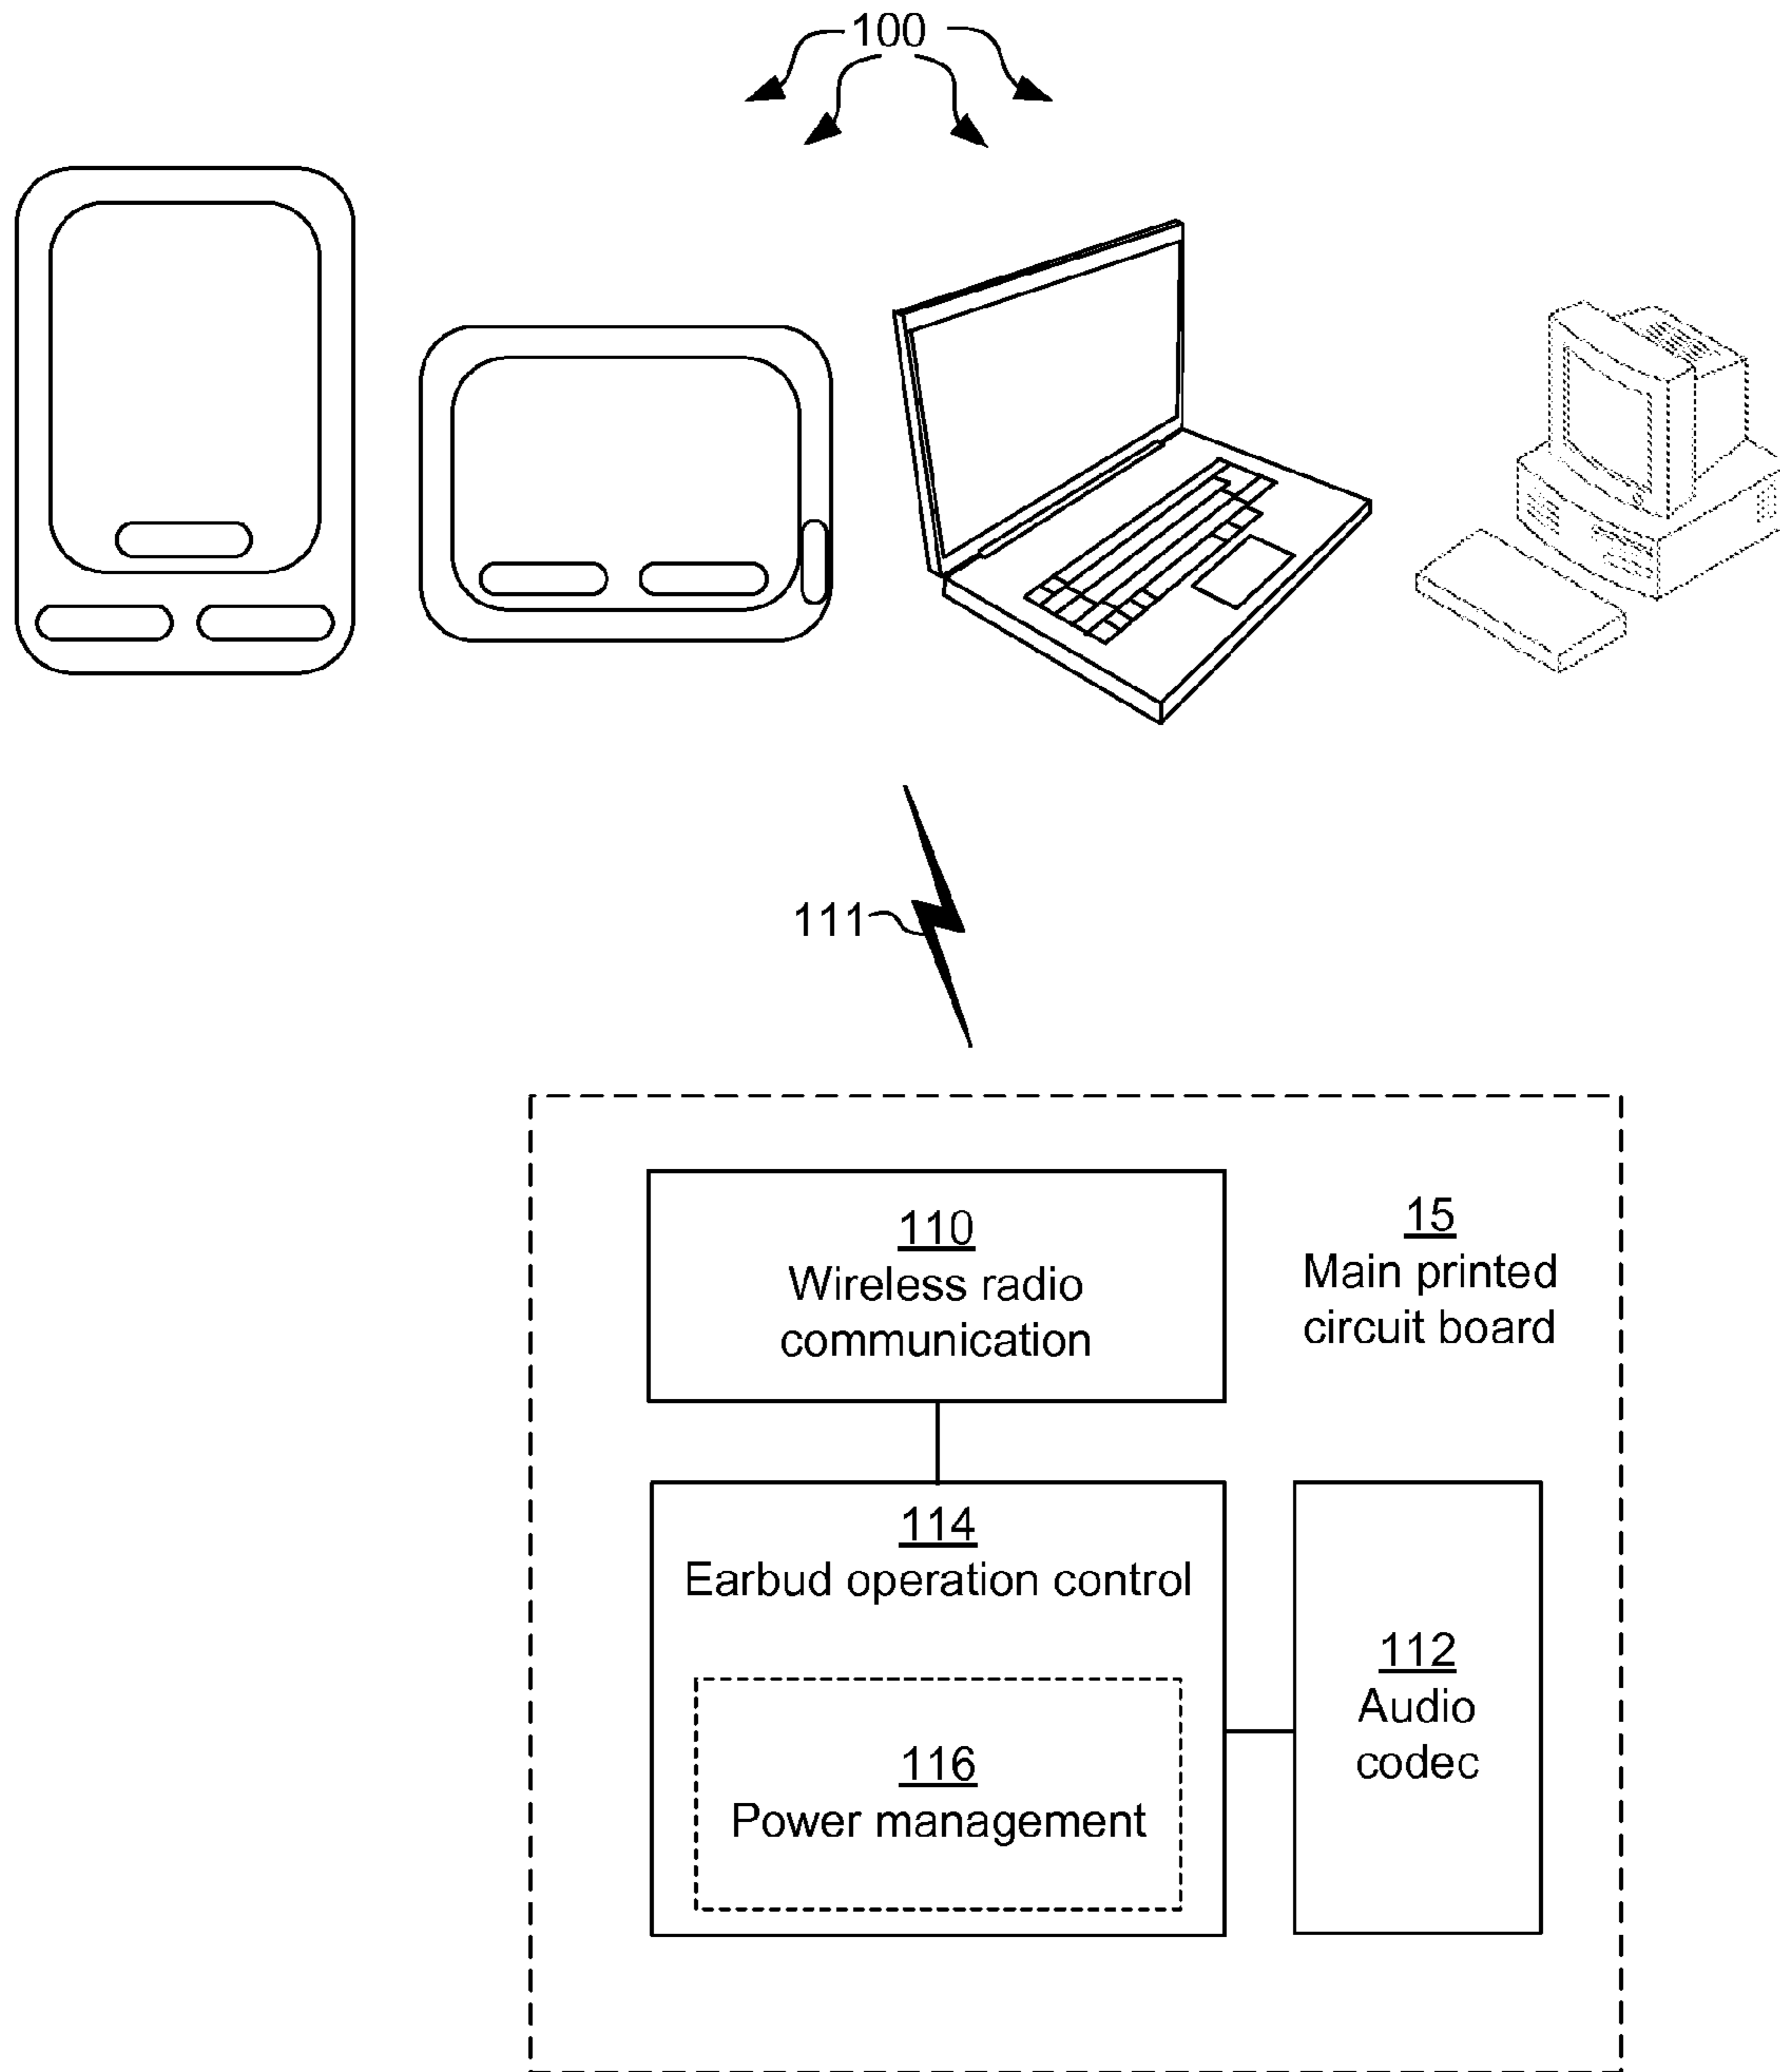 100
111
110
Wireless radio
communication
15
Main printed
circuit board
114
Earbud operation control
116
Power management
112
Audio
codec